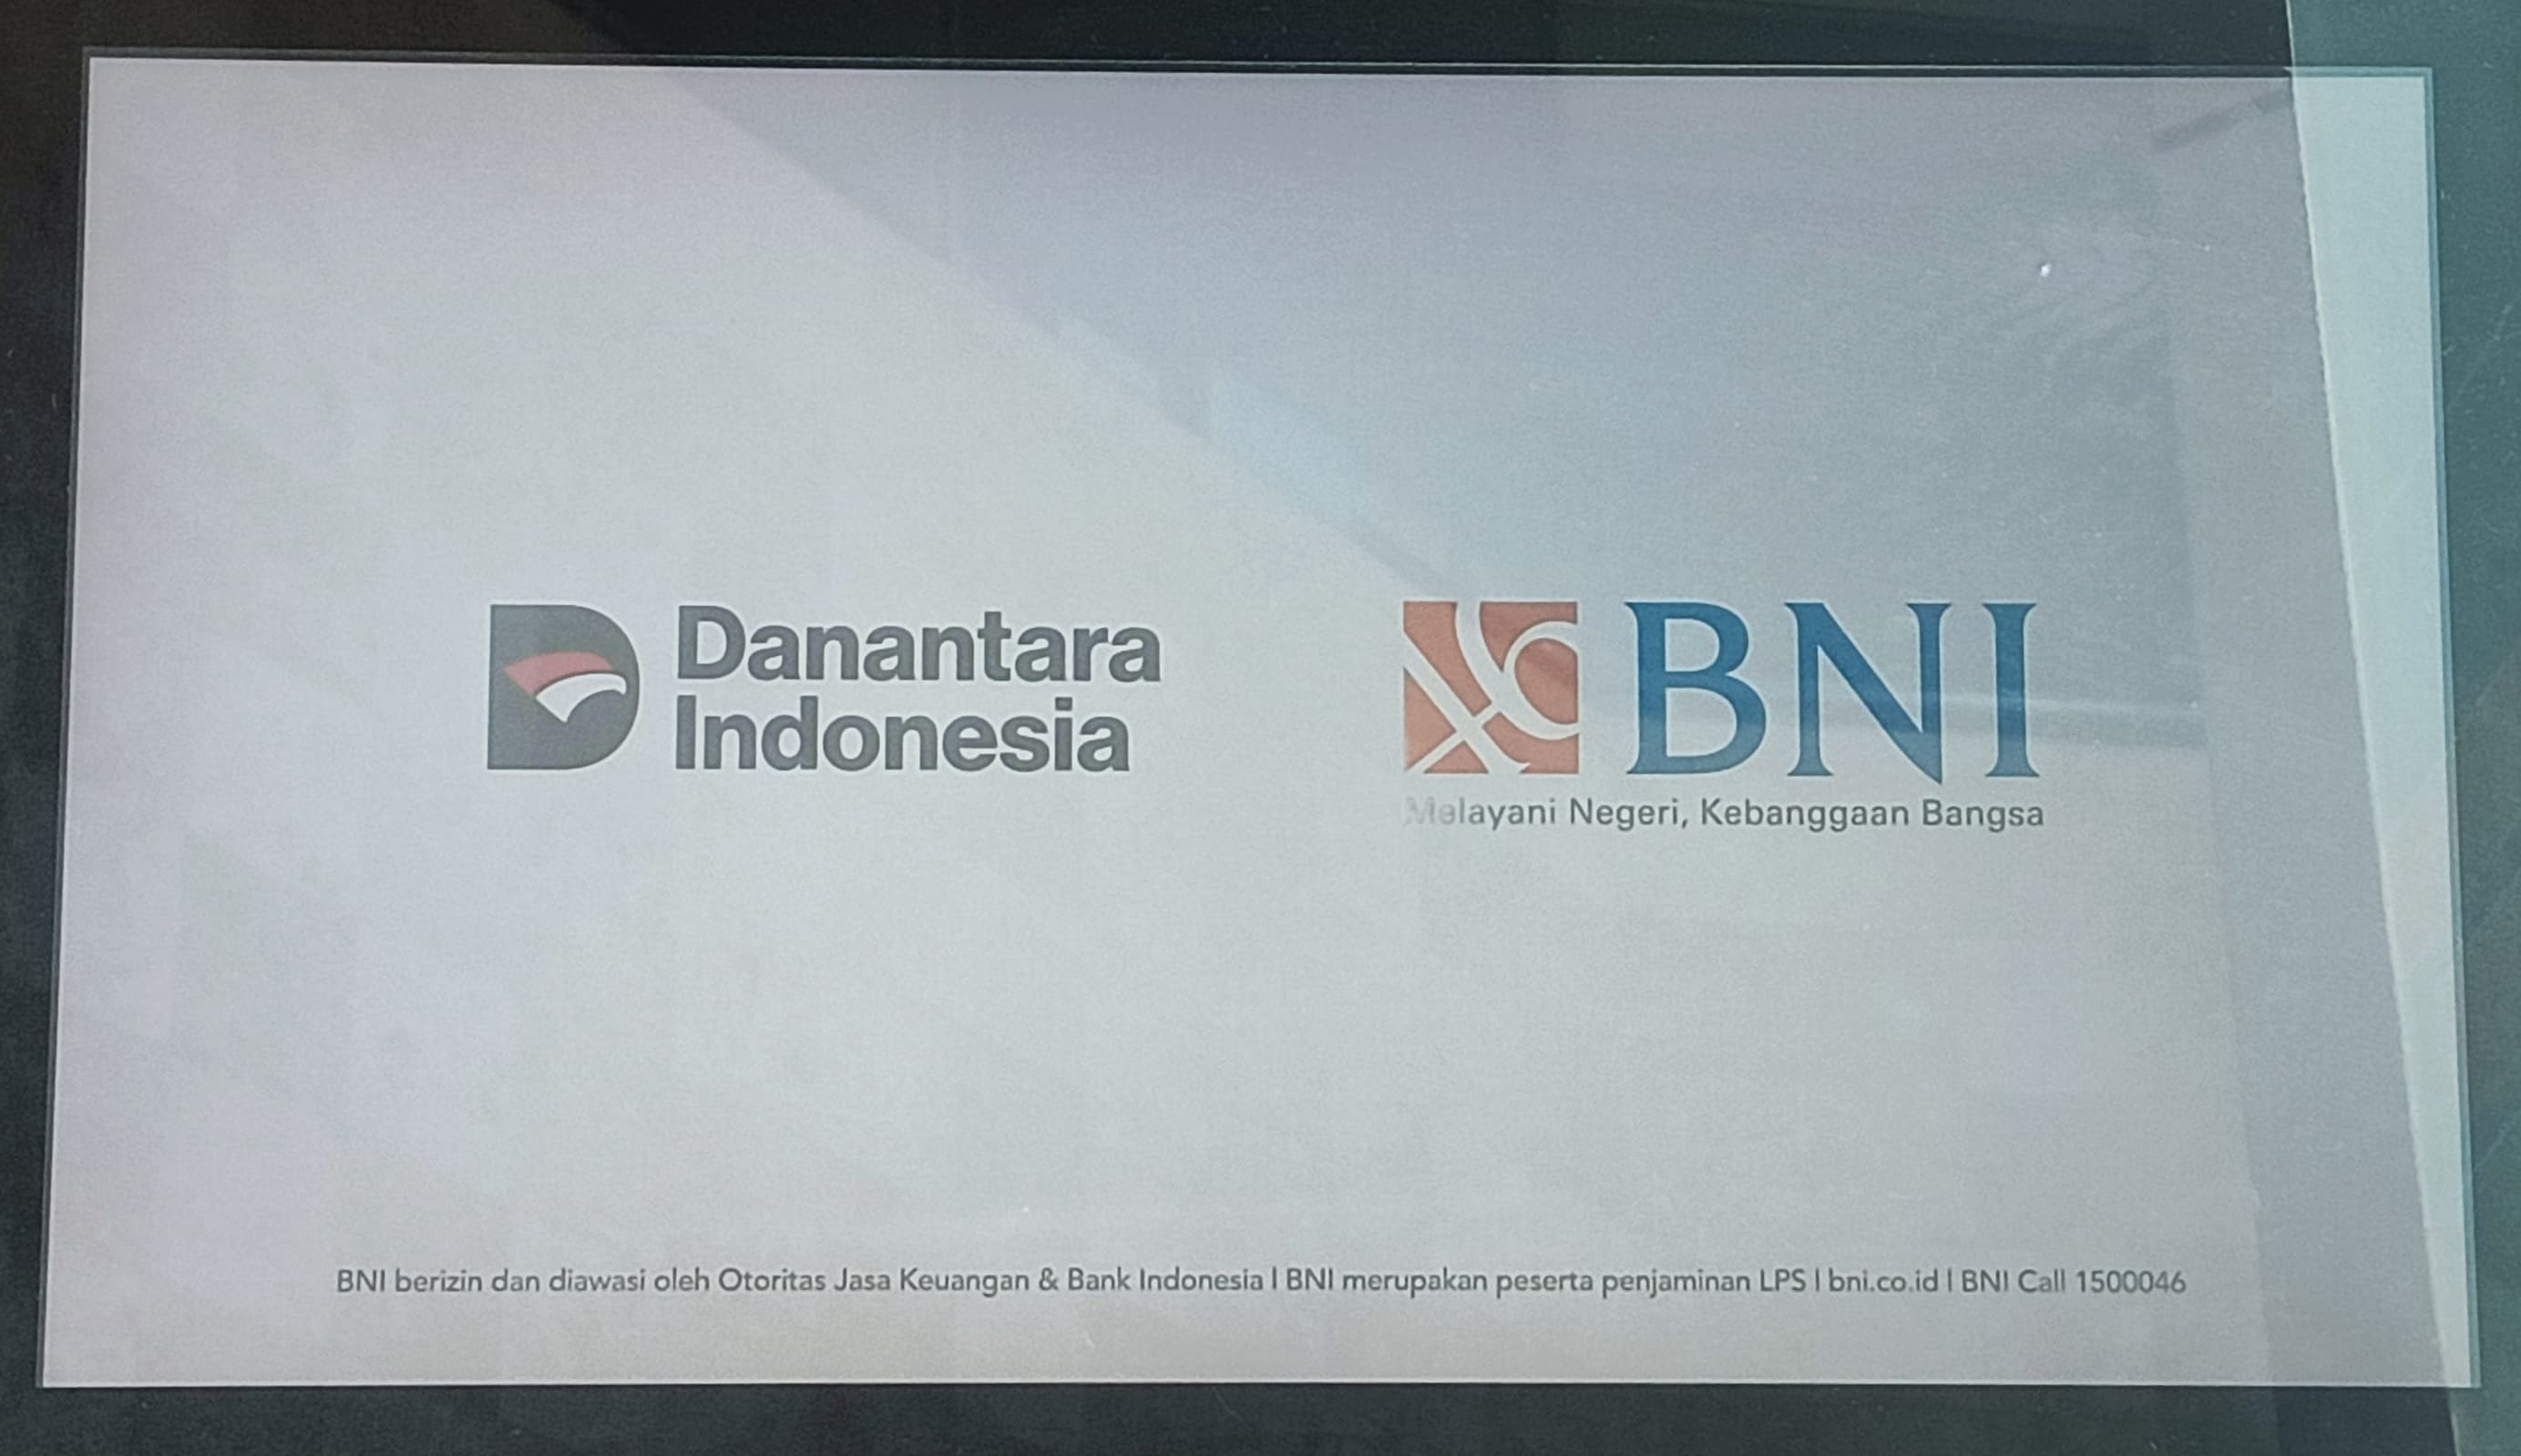 Danantara
Indonesia
BNI
Melayani Negeri, Kebanggaan Bangsa
BNI berizin dan diawasi oleh Otoritas Jasa Keuangan & Bank Indonesia | BNI merupakan peserta penjaminan LPS | bni.co.id | BNI Call 1500046